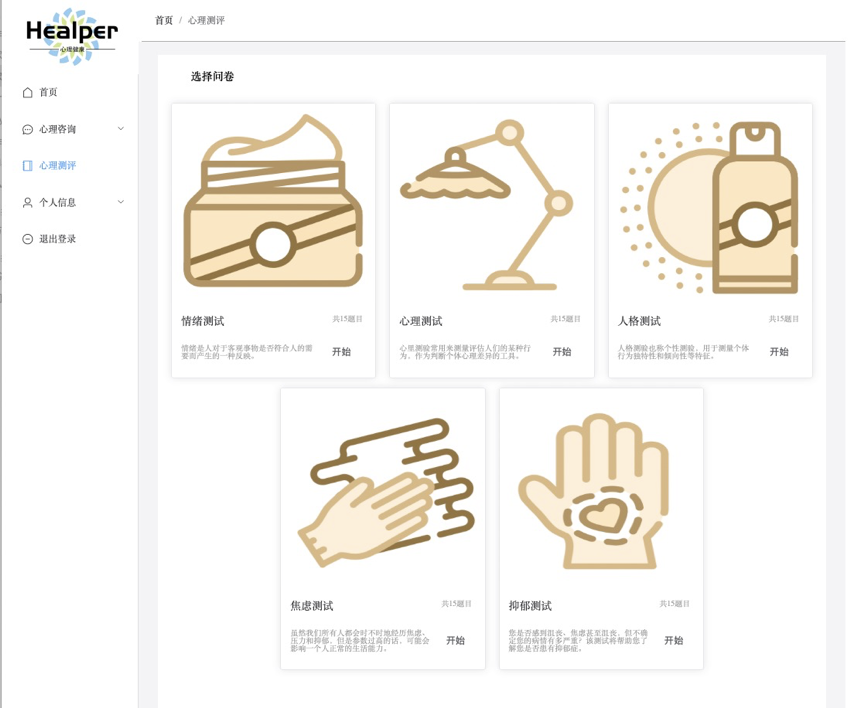 Healper
心理健康
首页 / 心理测评
首页
心理咨询
心理测评
个人信息
退出登录
选择问卷
情绪测试
共15题目
情绪是人对于客观事物是否符合人的需
要而产生的一种反映。
开始
心理测试
共15题目
心里测验常用来测量评估人们的某种行
为，作为判断个体心理差异的工具。
开始
人格测试
共15题目
人格测验也称个性测验，用于测量个体
行为独特性和倾向性等特征。
开始
焦虑测试
共15题目
虽然我们所有人都会时不时地经历焦虑、
压力和抑郁，但是参数过高的话，可能会
影响一个人正常的生活能力。
开始
抑郁测试
共15题目
您是否感到沮丧、焦虑甚至沮丧，但不确
定您的病情有多严重？该测试将帮助您了
解您是否患有抑郁症。
开始